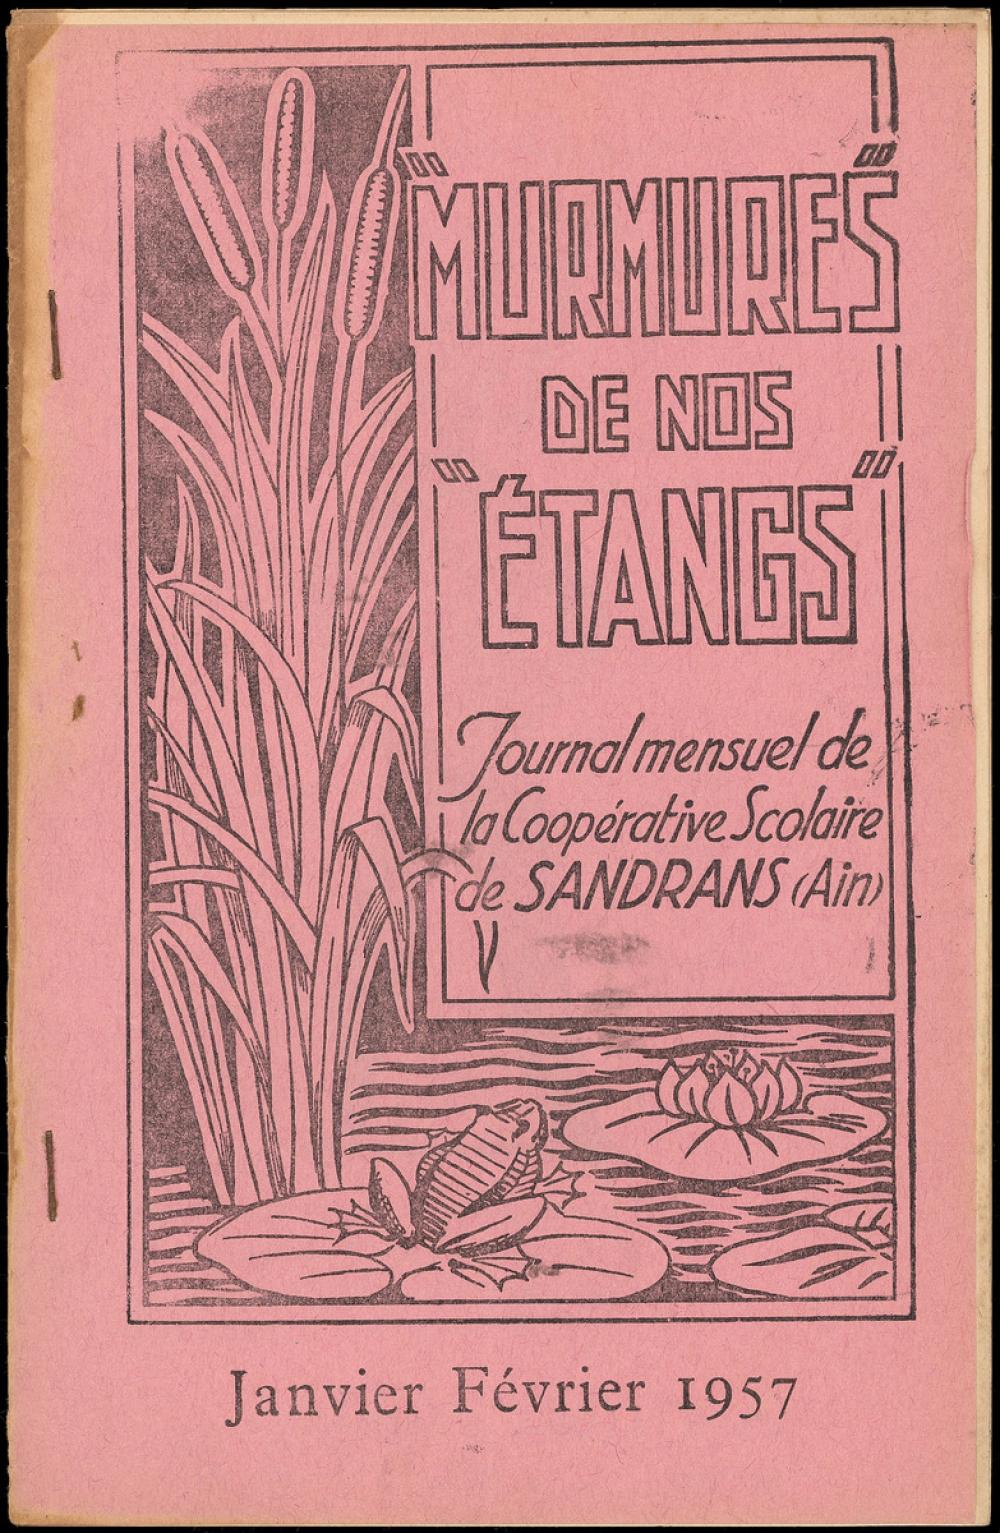 "MURMURES"
DE NOS
"ÉTANGS"
Journal mensuel de
la Coopérative Scolaire
de SANDRANS (Ain)
Janvier Février 1957